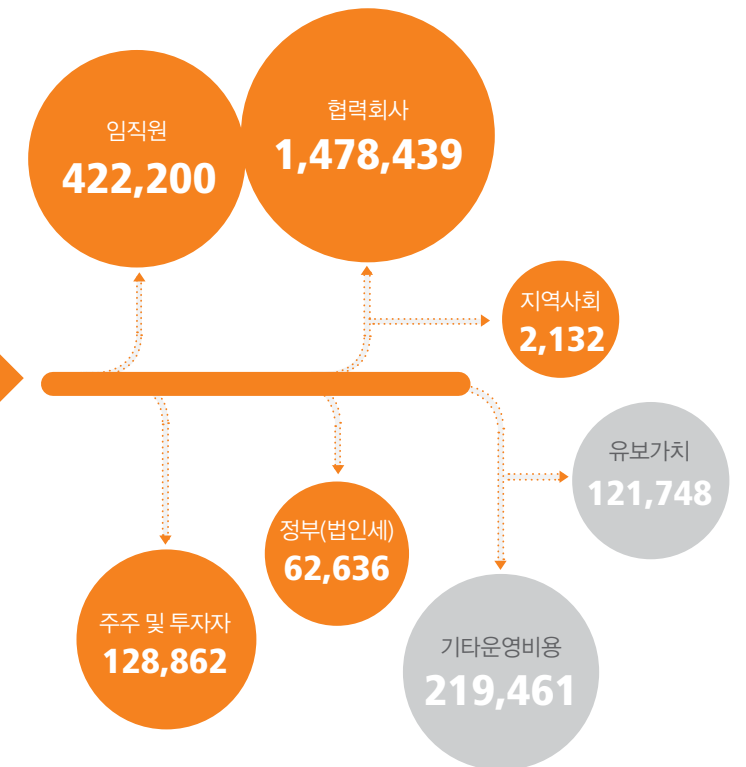 임직원
422,200
협력회사
1,478,439
지역사회
2,132
유보가치
121,748
정부(법인세)
62,636
주주 및 투자자
128,862
기타운영비용
219,461